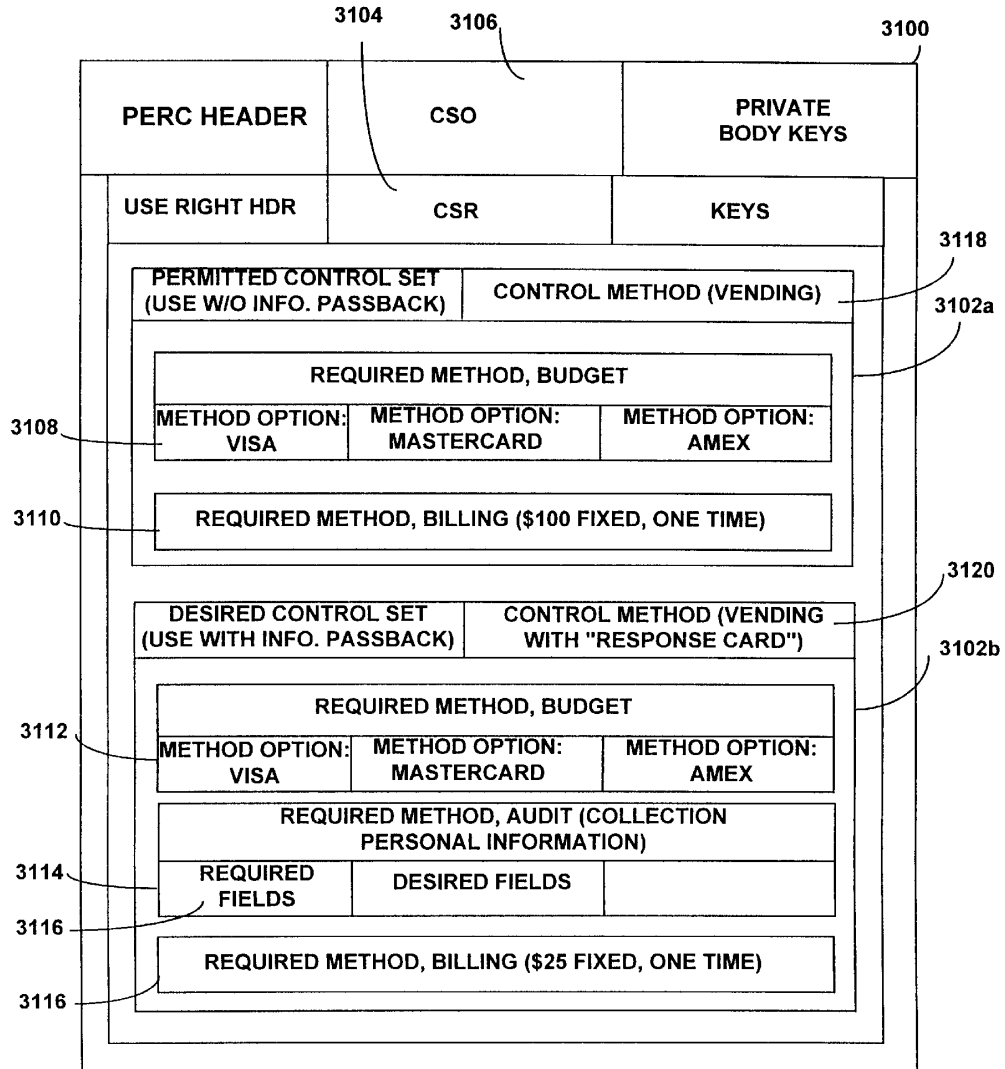 3104
3106
3100
PERC HEADER
CSO
PRIVATE
BODY KEYS
USE RIGHT HDR
CSR
KEYS
3118
PERMITTED CONTROL SET
(USE W/O INFO. PASSBACK)
CONTROL METHOD (VENDING)
3102a
REQUIRED METHOD, BUDGET
3108
METHOD OPTION:
VISA
METHOD OPTION:
MASTERCARD
METHOD OPTION:
AMEX
3110
REQUIRED METHOD, BILLING ($100 FIXED, ONE TIME)
3120
DESIRED CONTROL SET
(USE WITH INFO. PASSBACK)
CONTROL METHOD (VENDING
WITH "RESPONSE CARD")
3102b
REQUIRED METHOD, BUDGET
3112
METHOD OPTION:
VISA
METHOD OPTION:
MASTERCARD
METHOD OPTION:
AMEX
REQUIRED METHOD, AUDIT (COLLECTION
PERSONAL INFORMATION)
3114
REQUIRED
FIELDS
DESIRED FIELDS
3116
REQUIRED METHOD, BILLING ($25 FIXED, ONE TIME)
3116